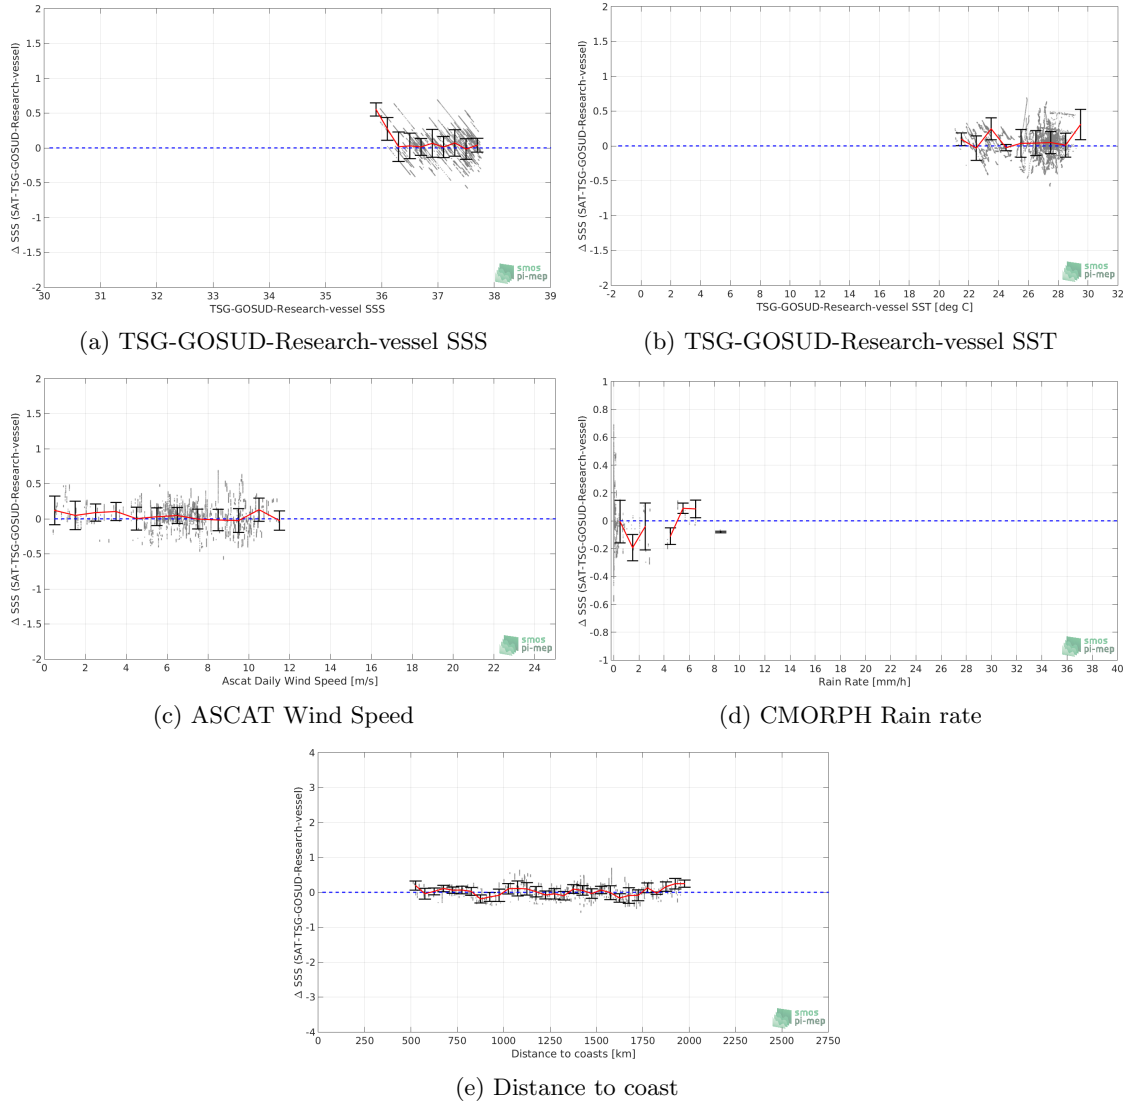 Δ SSS (SAT-TSG-GOSUD-Research-vessel)
2
1.5
1
0.5
0
-0.5
-1
-1.5
-2
30 31 32 33 34 35 36 37 38 39
TSG-GOSUD-Research-vessel SSS
smos
pi-mep
(a) TSG-GOSUD-Research-vessel SSS
Δ SSS (SAT-TSG-GOSUD-Research-vessel)
2
1.5
1
0.5
0
-0.5
-1
-1.5
-2
-2 0 2 4 6 8 10 12 14 16 18 20 22 24 26 28 30 32
TSG-GOSUD-Research-vessel SST [deg C]
smos
pi-mep
(b) TSG-GOSUD-Research-vessel SST
Δ SSS (SAT-TSG-GOSUD-Research-vessel)
2
1.5
1
0.5
0
-0.5
-1
-1.5
-2
0 2 4 6 8 10 12 14 16 18 20 22 24
Ascat Daily Wind Speed [m/s]
smos
pi-mep
(c) ASCAT Wind Speed
Δ SSS (SAT-TSG-GOSUD-Research-vessel)
1
0.8
0.6
0.4
0.2
0
-0.2
-0.4
-0.6
-0.8
-1
0 2 4 6 8 10 12 14 16 18 20 22 24 26 28 30 32 34 36 38 40
Rain Rate [mm/h]
smos
pi-mep
(d) CMORPH Rain rate
Δ SSS (SAT-TSG-GOSUD-Research-vessel)
4
3
2
1
0
-1
-2
-3
-4
0 250 500 750 1000 1250 1500 1750 2000 2250 2500 2750
Distance to coasts [km]
smos
pi-mep
(e) Distance to coast